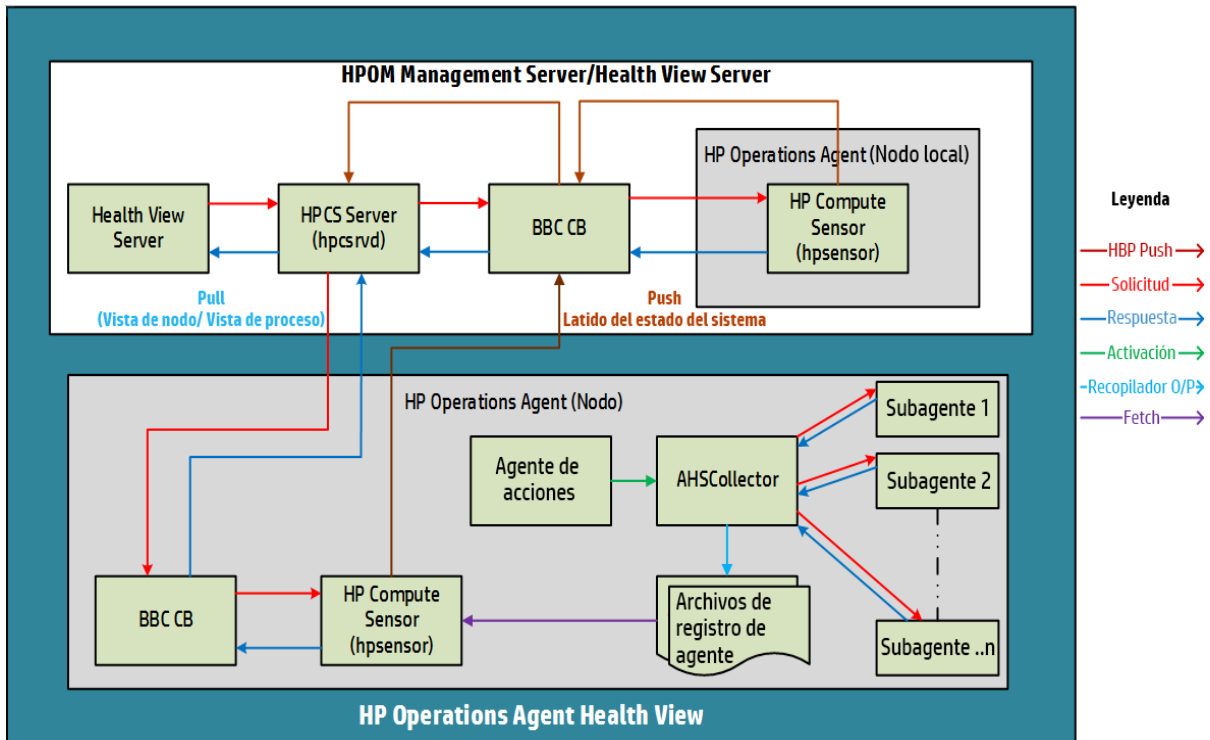 HPOM Management Server/Health View Server
HP Operations Agent (Nodo local)
Health View
Server
HPCS Server
(hpcsrvd)
BBC CB
HP Compute
Sensor
(hpsensor)
Pull
(Vista de nodo/ Vista de proceso)
Push
Latido del estado del sistema
HP Operations Agent (Nodo)
Agente de
acciones
AHSCollector
Subagente 1
Subagente 2
Subagente ..n
BBC CB
HP Compute
Sensor
(hpsensor)
Archivos de
registro de
agente
HP Operations Agent Health View
Leyenda
HBP Push
Solicitud
Respuesta
Activación
Recopilador O/P
Fetch